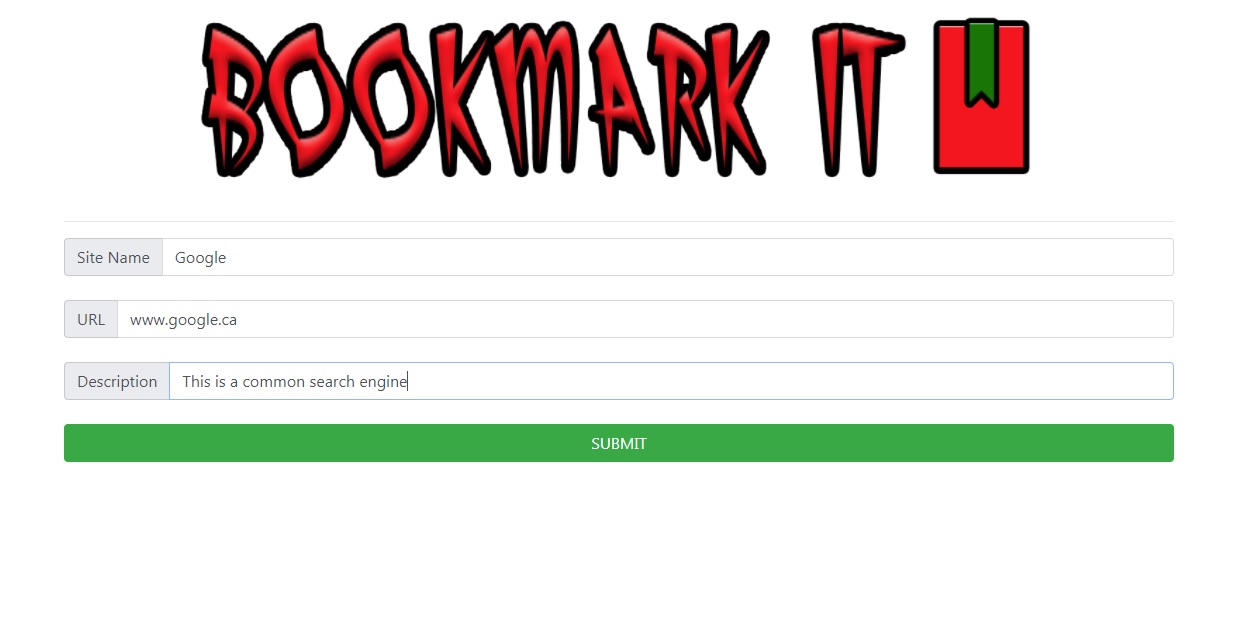 BOOKMARK IT
Site Name Google
URL www.google.ca
Description This is a common search engine
SUBMIT